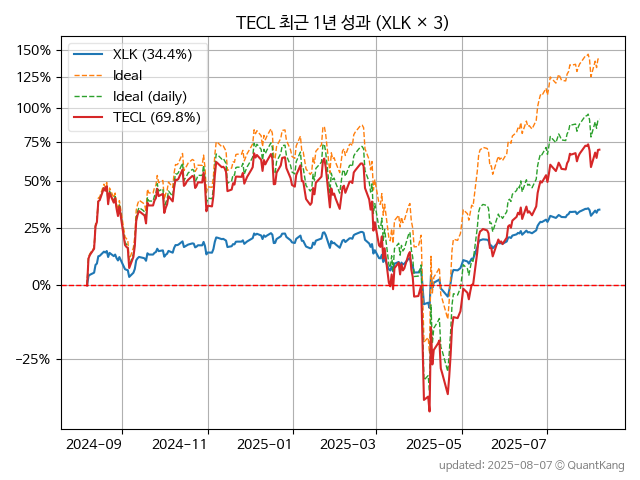 TECL 최근 1년 성과 (XLK × 3)
150%
125%
100%
75%
50%
25%
0%
−25%
XLK (34.4%)
Ideal
Ideal (daily)
TECL (69.8%)
2024-09 2024-11 2025-01 2025-03 2025-05 2025-07
updated: 2025-08-07 © QuantKang